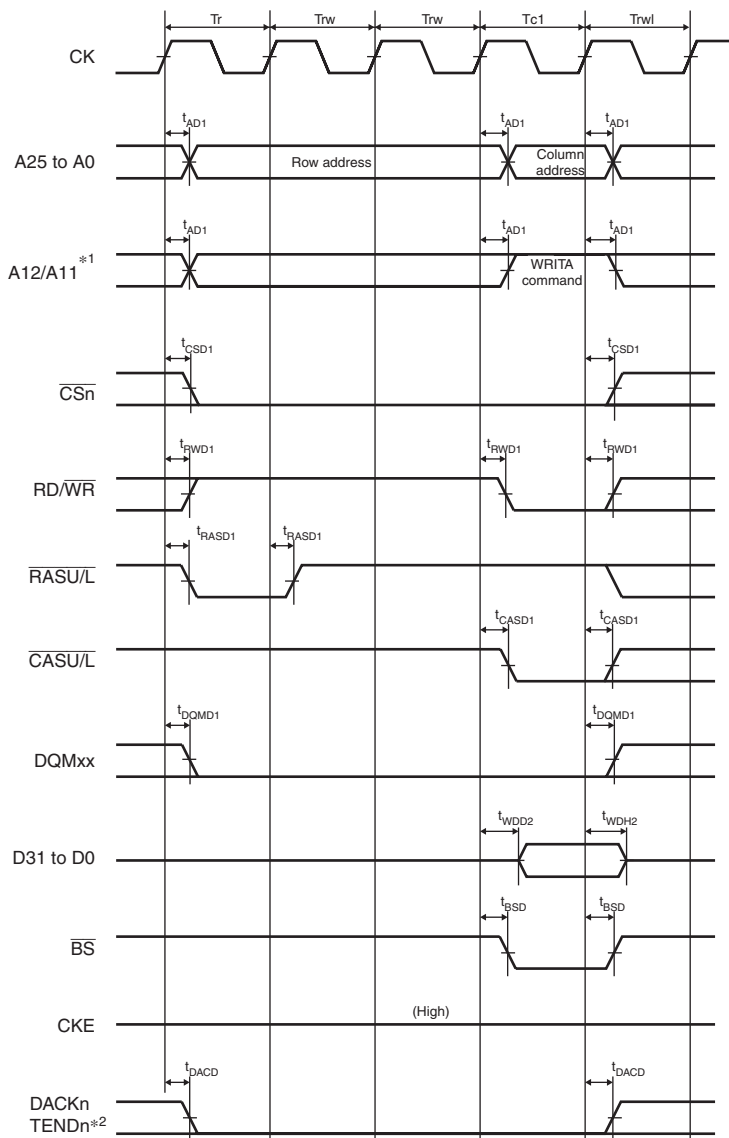 Tr Trw Trw Tc1 Trwl
CK
tAD1 tAD1 tAD1
A25 to A0 Row address Column address
tAD1 tAD1 tAD1
A12/A11 *1 WRITA command
tCSD1 tCSD1
CSn
tRWD1 tRWD1 tRWD1
RD/WR
tRASD1 tRASD1
RASU/L
tCASD1 tCASD1
CASU/L
tDQMD1 tDQMD1
DQMxx
tWDD2 tWDH2
D31 to D0
tBSD tBSD
BS
(High)
CKE
tDACD tDACD
DACKn
TENDn*2